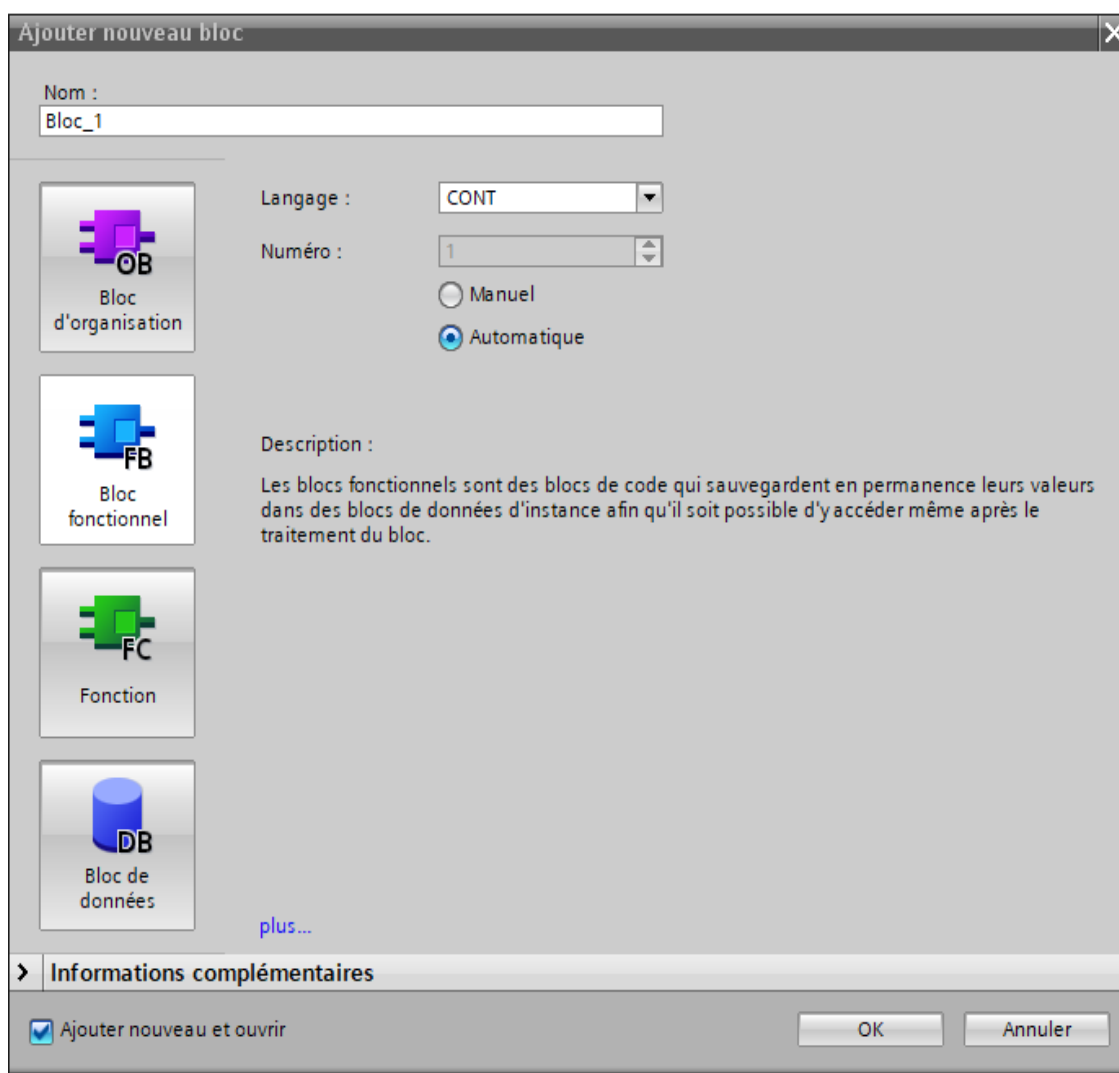 Ajouter nouveau bloc
Nom :
Bloc_1
Langage :
CONT
Numéro :
1
Manuel
Automatique
OB
Bloc
d'organisation
FB
Bloc
fonctionnel
FC
Fonction
DB
Bloc de
données
Description :
Les blocs fonctionnels sont des blocs de code qui sauvegardent en permanence leurs valeurs
dans des blocs de données d'instance afin qu'il soit possible d'y accéder même après le
traitement du bloc.
plus...
Informations complémentaires
Ajouter nouveau et ouvrir
OK
Annuler